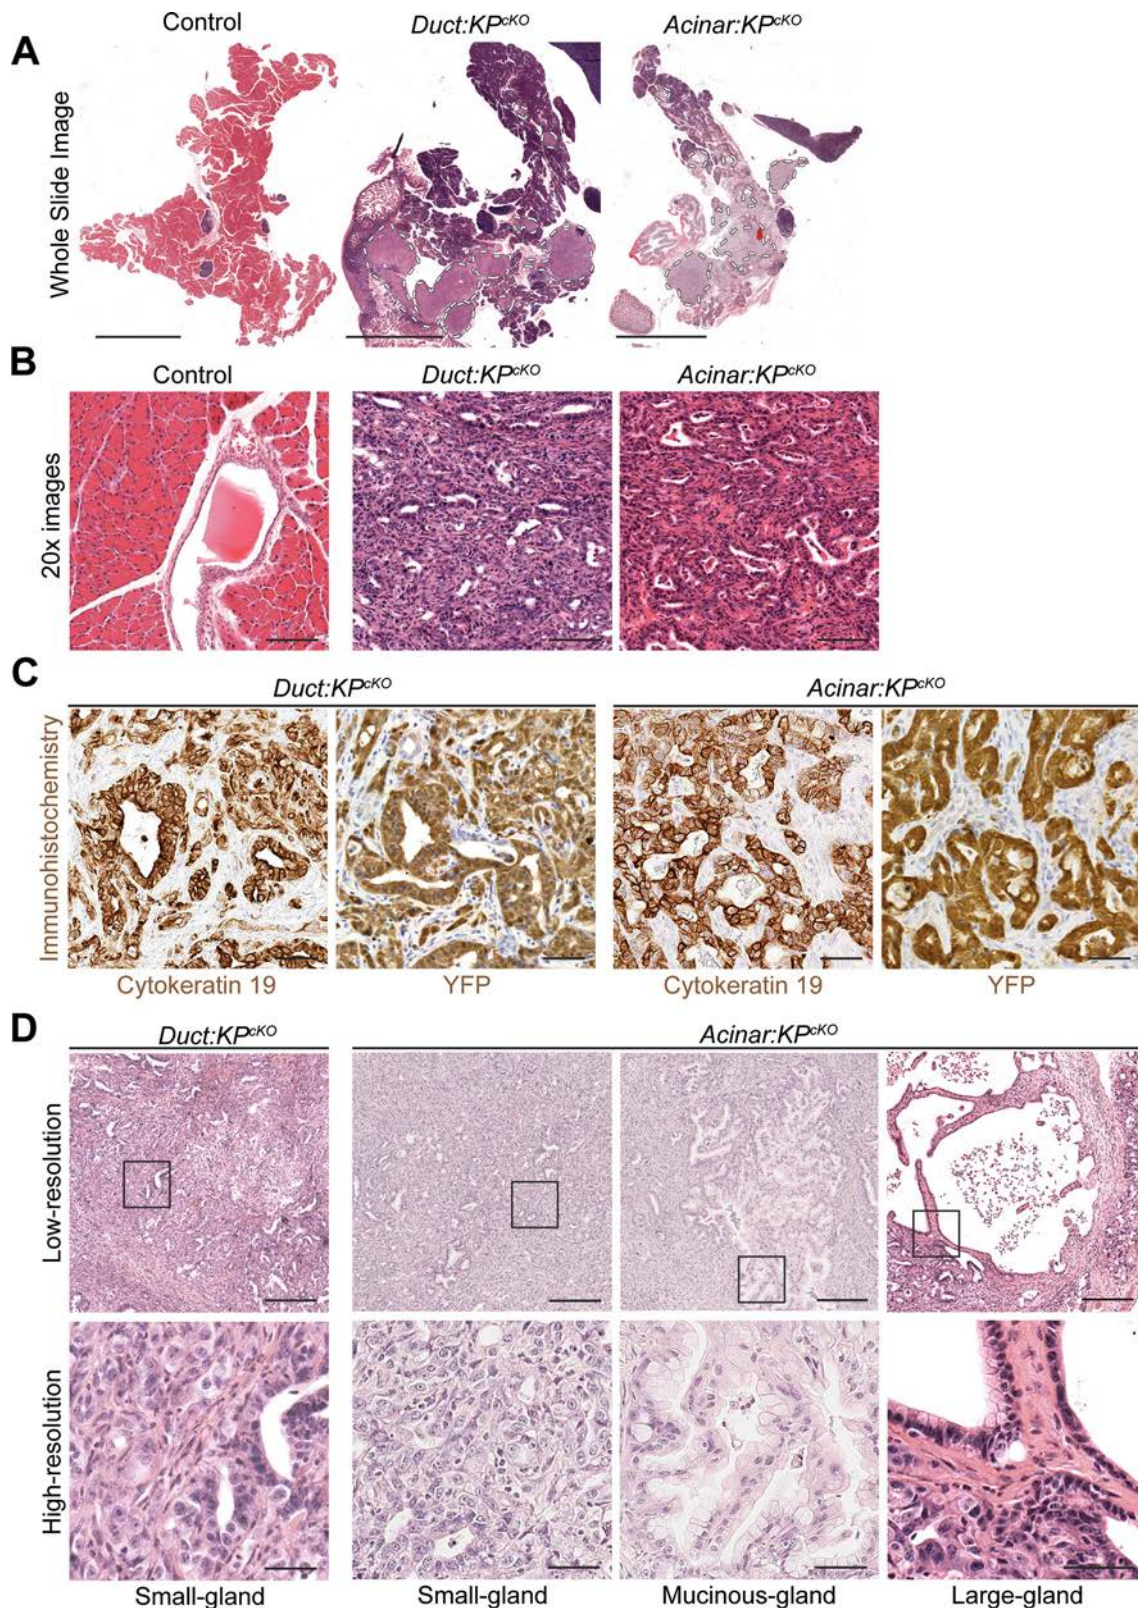 A
Control
Duct:KPcKO
Acinar:KPcKO
Whole Slide Image
B
Control
Duct:KPcKO
Acinar:KPcKO
20x images
C
Duct:KPcKO
Acinar:KPcKO
Immunohistochemistry
Cytokeratin 19
YFP
Cytokeratin 19
YFP
D
Duct:KPcKO
Acinar:KPcKO
Low-resolution
High-resolution
Small-gland
Small-gland
Mucinous-gland
Large-gland